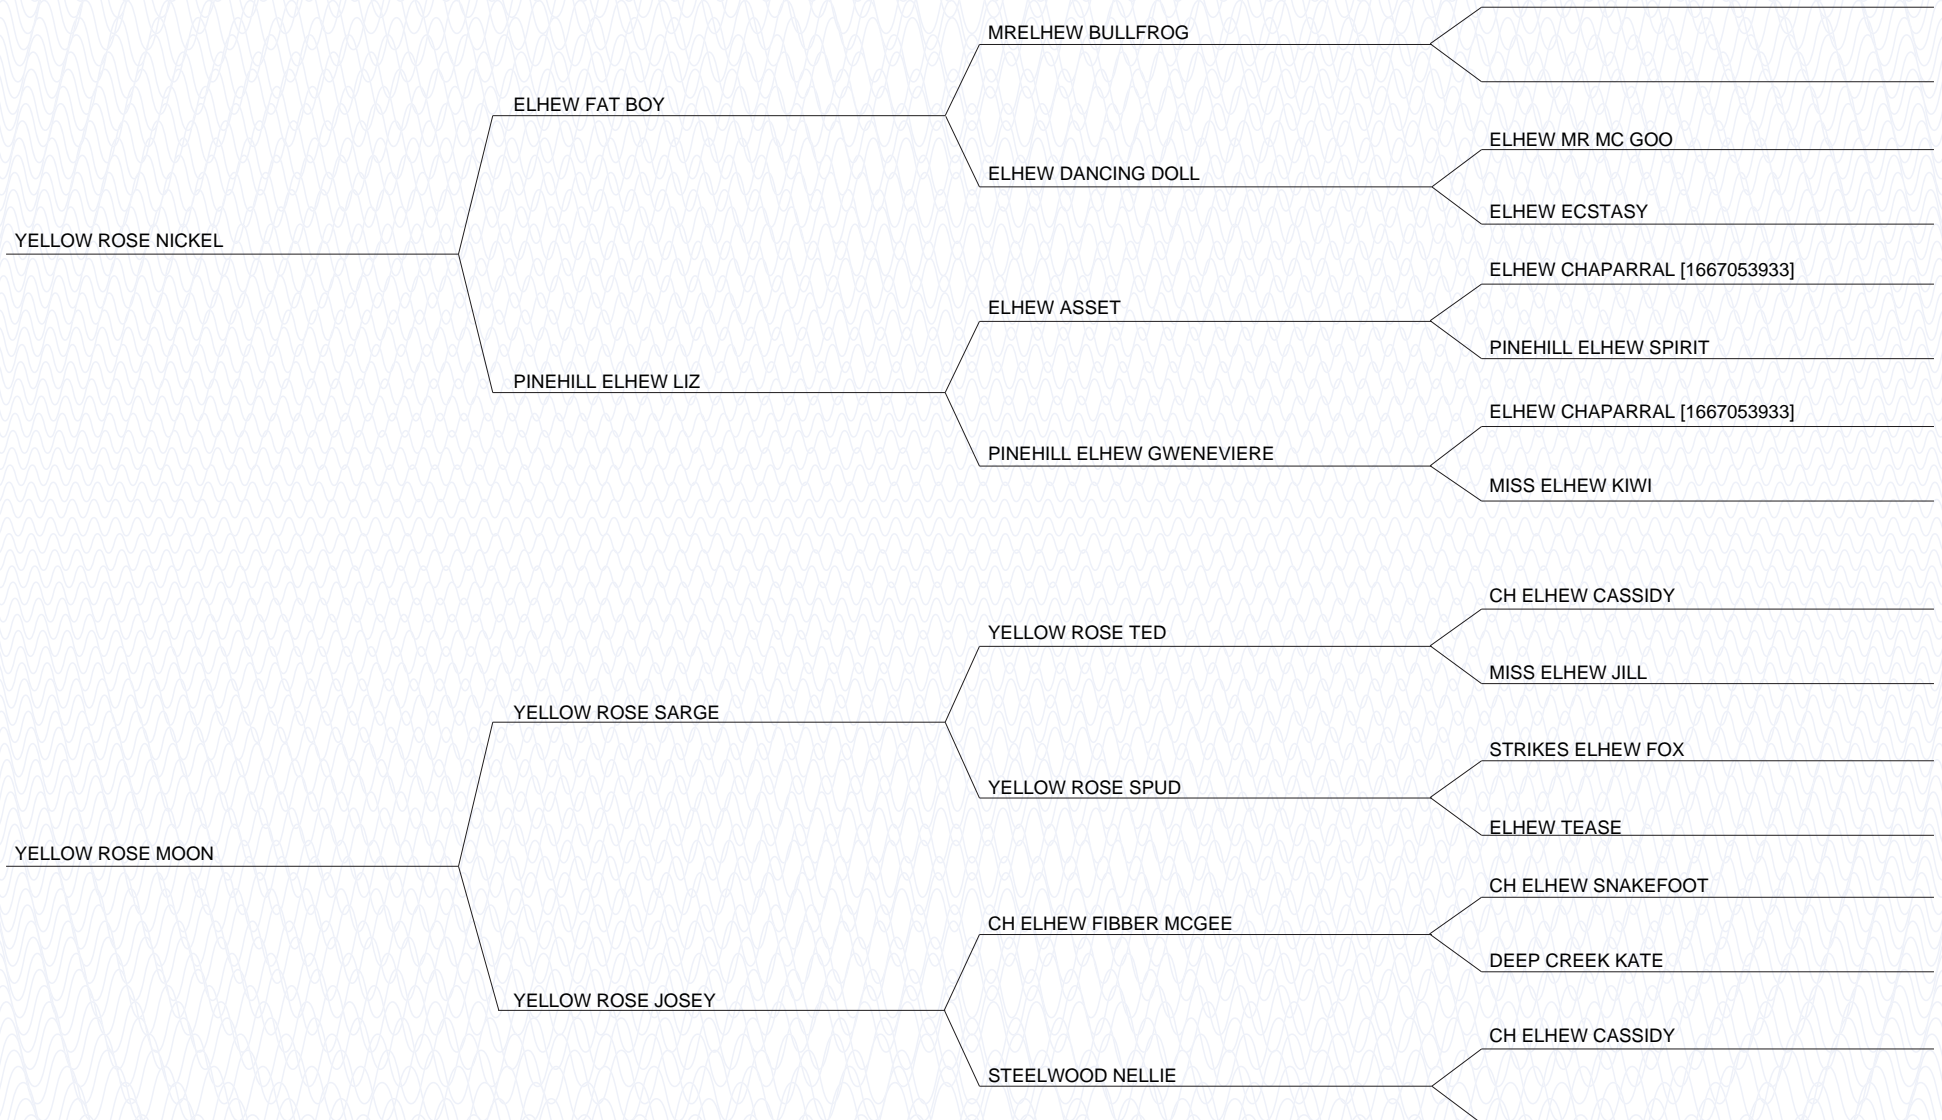 MRELHEW BULLFROG
ELHEW FAT BOY
ELHEW MR MC GOO
ELHEW DANCING DOLL
ELHEW ECSTASY
YELLOW ROSE NICKEL
ELHEW CHAPARRAL [1667053933]
ELHEW ASSET
PINEHILL ELHEW SPIRIT
PINEHILL ELHEW LIZ
ELHEW CHAPARRAL [1667053933]
PINEHILL ELHEW GWENEVIERE
MISS ELHEW KIWI
CH ELHEW CASSIDY
YELLOW ROSE TED
MISS ELHEW JILL
YELLOW ROSE SARGE
STRIKES ELHEW FOX
YELLOW ROSE SPUD
ELHEW TEASE
YELLOW ROSE MOON
CH ELHEW SNAKEFOOT
CH ELHEW FIBBER MCGEE
DEEP CREEK KATE
YELLOW ROSE JOSEY
CH ELHEW CASSIDY
STEELWOOD NELLIE